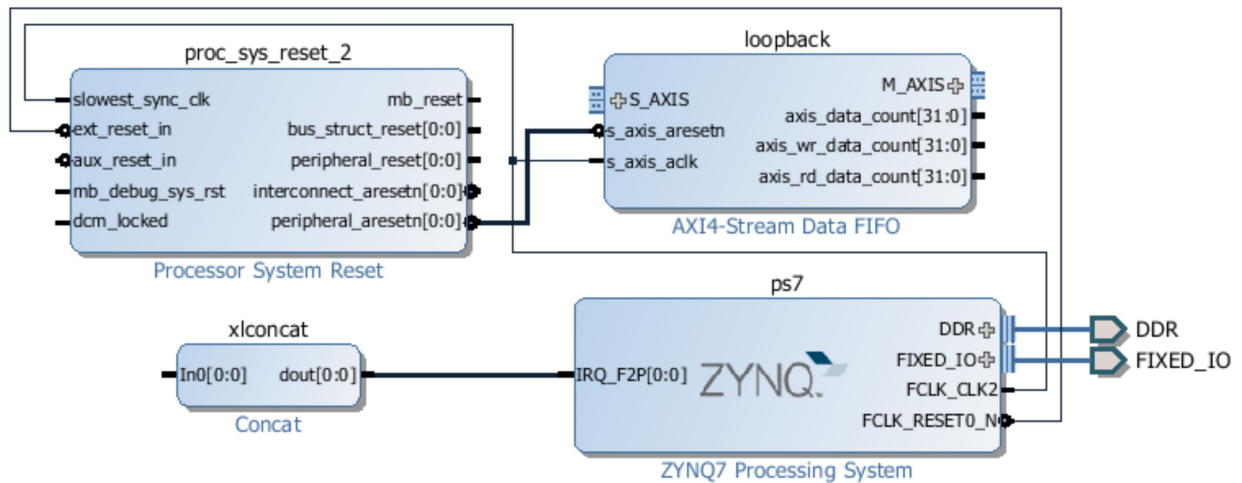 proc_sys_reset_2
slowest_sync_clk
ext_reset_in
aux_reset_in
mb_debug_sys_rst
dcm_locked
mb_reset
bus_struct_reset[0:0]
peripheral_reset[0:0]
interconnect_aresetn[0:0]
peripheral_aresetn[0:0]
Processor System Reset
loopback
S_AXIS
s_axis_aresetn
s_axis_aclk
M_AXIS
axis_data_count[31:0]
axis_wr_data_count[31:0]
axis_rd_data_count[31:0]
AXI4-Stream Data FIFO
xlconcat
In0[0:0]
dout[0:0]
Concat
ps7
IRQ_F2P[0:0]
ZYNQ
DDR
FIXED_IO
FCLK_CLK2
FCLK_RESET0_N
ZYNQ7 Processing System
DDR
FIXED_IO